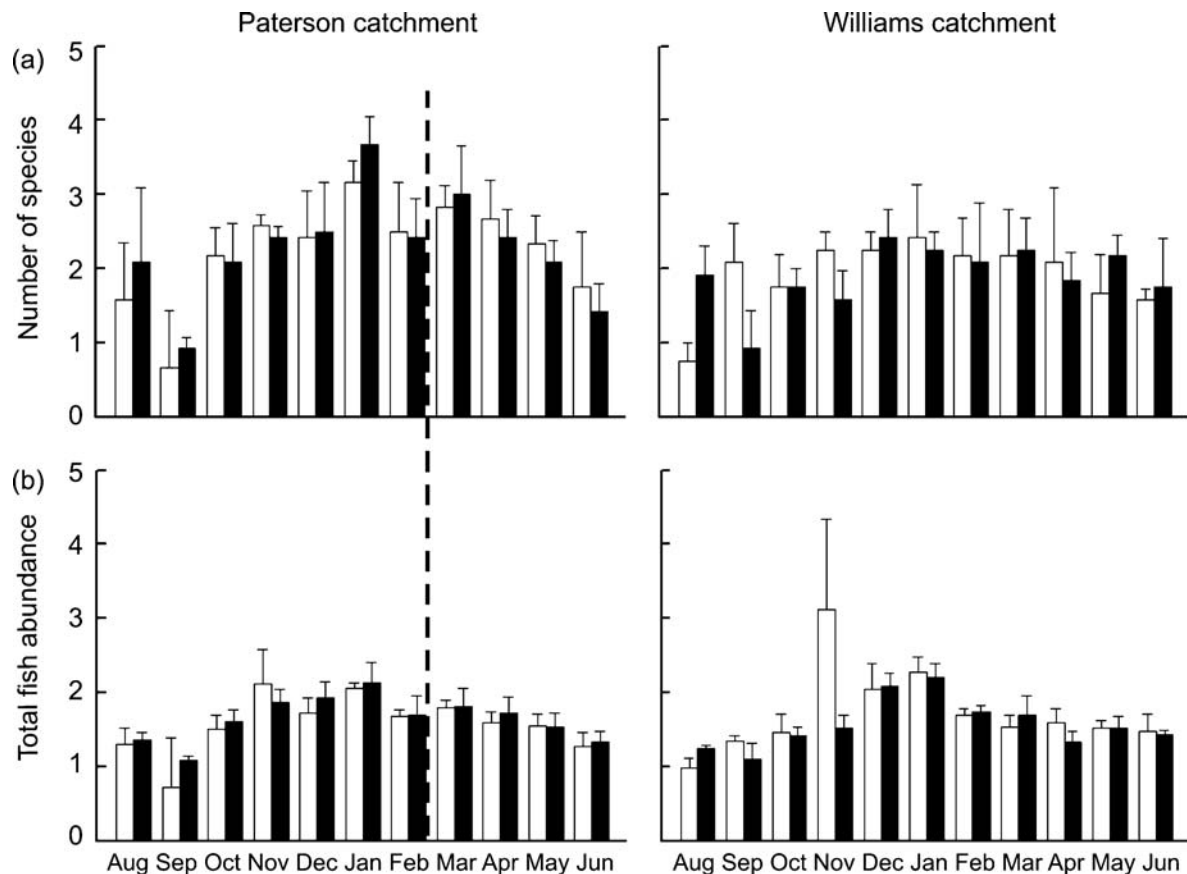 Paterson catchment
Williams catchment
(a)
Number of species
5
4
3
2
1
0
(b)
Total fish abundance
5
4
3
2
1
0
Aug Sep Oct Nov Dec Jan Feb Mar Apr May Jun
Aug Sep Oct Nov Dec Jan Feb Mar Apr May Jun